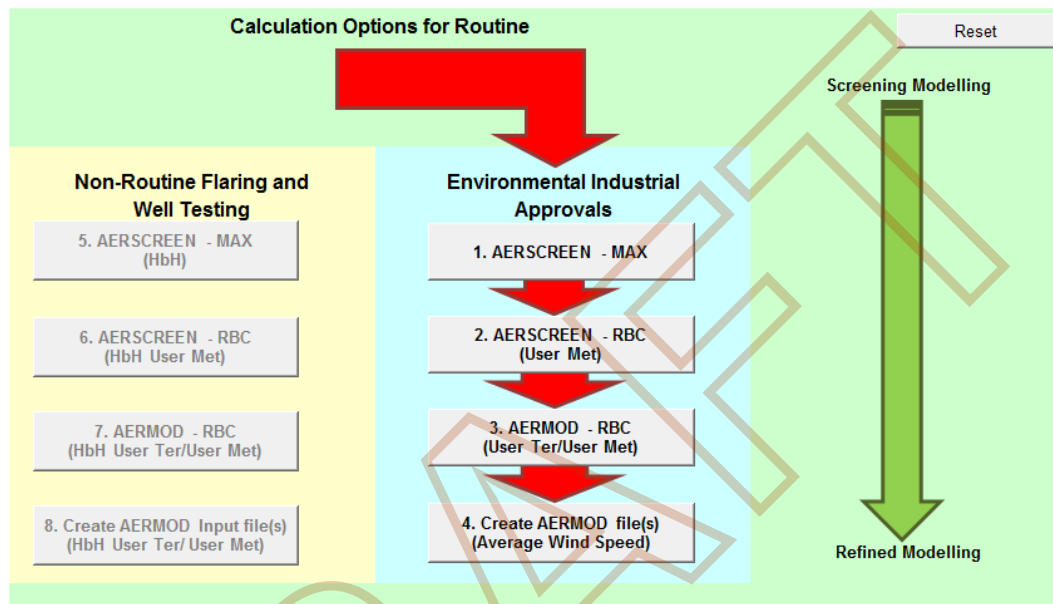 Calculation Options for Routine
Reset
Screening Modelling
Non-Routine Flaring and
Well Testing
5. AERSCREEN - MAX
(HbH)
6. AERSCREEN - RBC
(HbH User Met)
7. AERMOD - RBC
(HbH User Ter/User Met)
8. Create AERMOD Input file(s)
(HbH User Ter/ User Met)
Environmental Industrial
Approvals
1. AERSCREEN - MAX
2. AERSCREEN - RBC
(User Met)
3. AERMOD - RBC
(User Ter/User Met)
4. Create AERMOD file(s)
(Average Wind Speed)
Refined Modelling
DRAFT